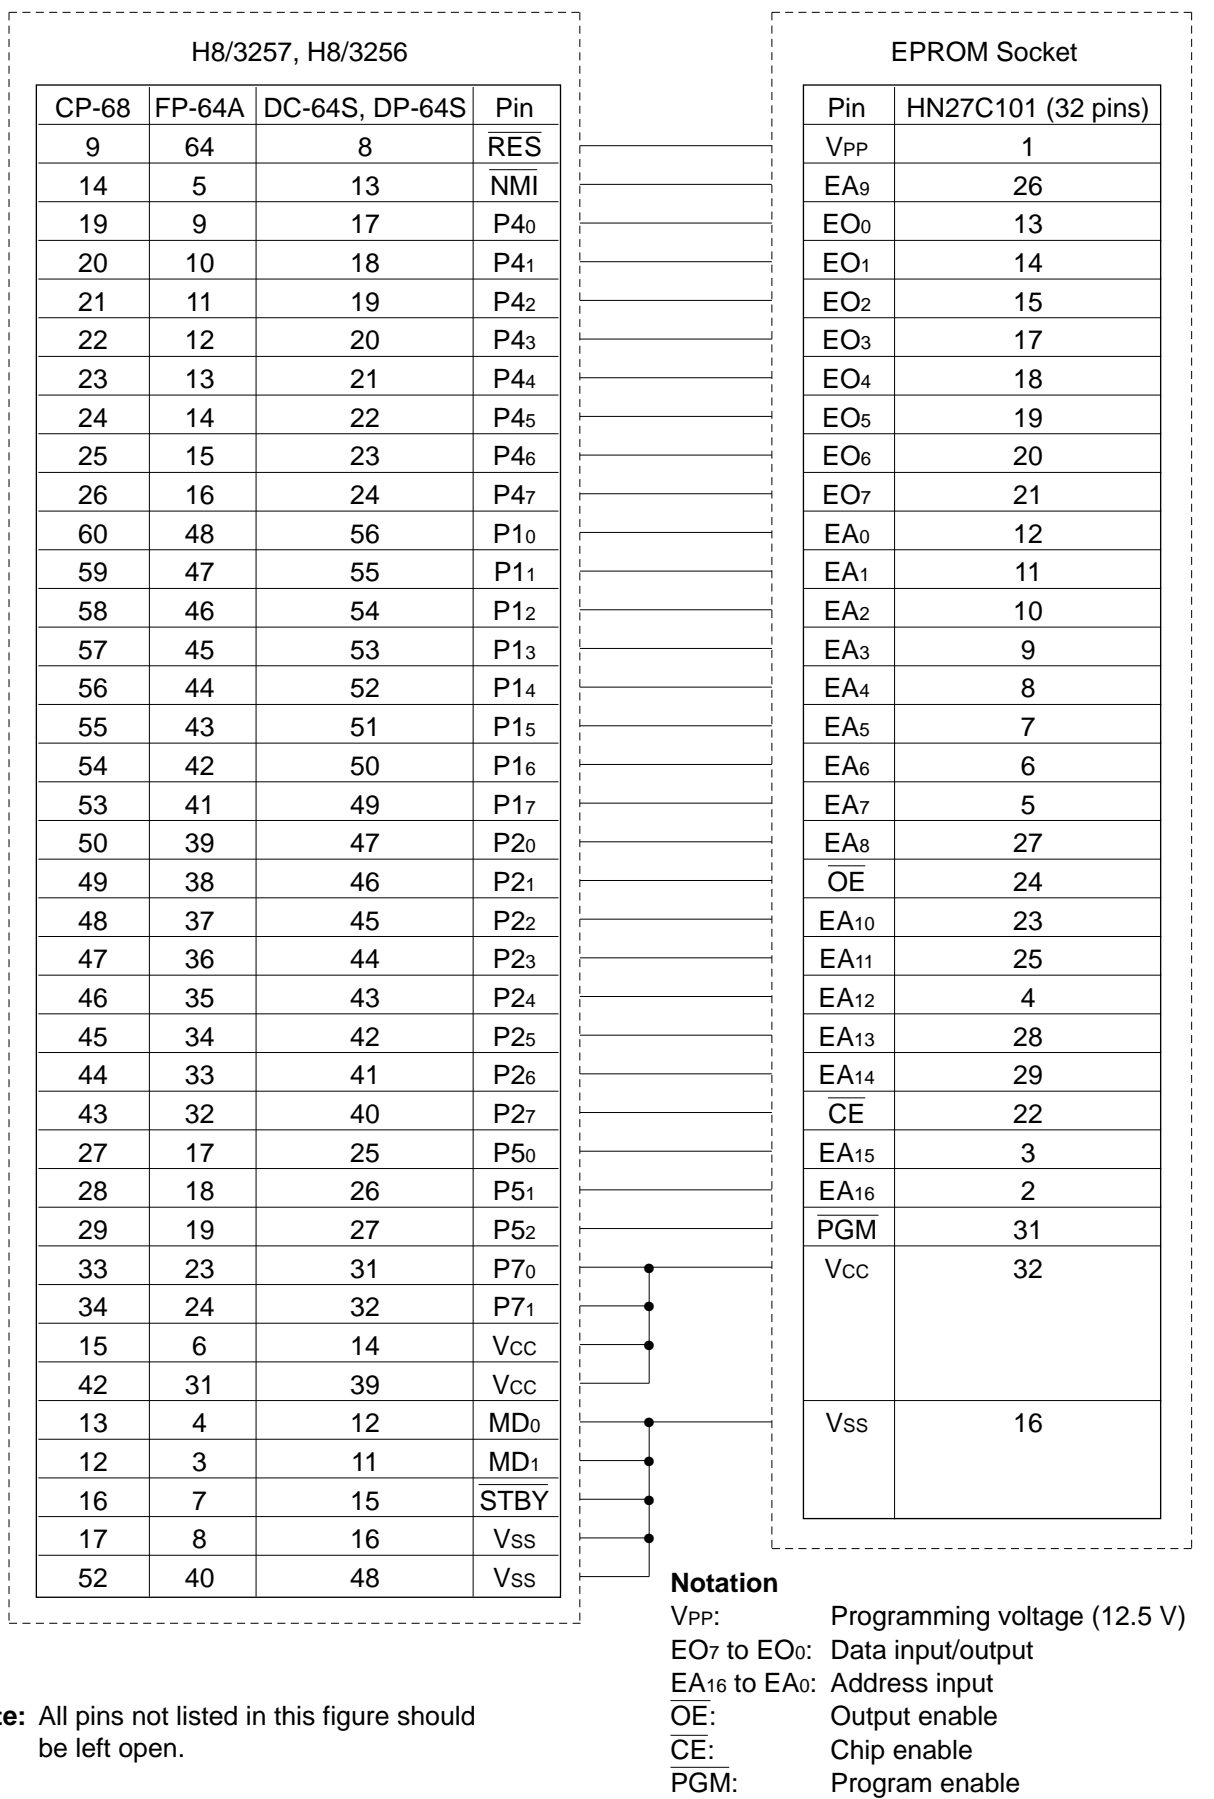 H8/3257, H8/3256 EPROM Socket
CP-68 FP-64A DC-64S, DP-64S Pin Pin HN27C101 (32 pins)
9 64 8 R̅E̅S̅ VPP 1
14 5 13 N̅M̅I̅ EA9 26
19 9 17 P40 EO0 13
20 10 18 P41 EO1 14
21 11 19 P42 EO2 15
22 12 20 P43 EO3 17
23 13 21 P44 EO4 18
24 14 22 P45 EO5 19
25 15 23 P46 EO6 20
26 16 24 P47 EO7 21
60 48 56 P10 EA0 12
59 47 55 P11 EA1 11
58 46 54 P12 EA2 10
57 45 53 P13 EA3 9
56 44 52 P14 EA4 8
55 43 51 P15 EA5 7
54 42 50 P16 EA6 6
53 41 49 P17 EA7 5
50 39 47 P20 EA8 27
49 38 46 P21 O̅E̅ 24
48 37 45 P22 EA10 23
47 36 44 P23 EA11 25
46 35 43 P24 EA12 4
45 34 42 P25 EA13 28
44 33 41 P26 EA14 29
43 32 40 P27 C̅E̅ 22
27 17 25 P50 EA15 3
28 18 26 P51 EA16 2
29 19 27 P52 P̅G̅M̅ 31
33 23 31 P70 VCC 32
34 24 32 P71
15 6 14 VCC
42 31 39 VCC
13 4 12 MD0 VSS 16
12 3 11 MD1
16 7 15 S̅T̅B̅Y̅
17 8 16 VSS
52 40 48 VSS
Notation
VPP: Programming voltage (12.5 V)
EO7 to EO0: Data input/output
EA16 to EA0: Address input
O̅E̅: Output enable
C̅E̅: Chip enable
P̅G̅M̅: Program enable
te: All pins not listed in this figure should
be left open.